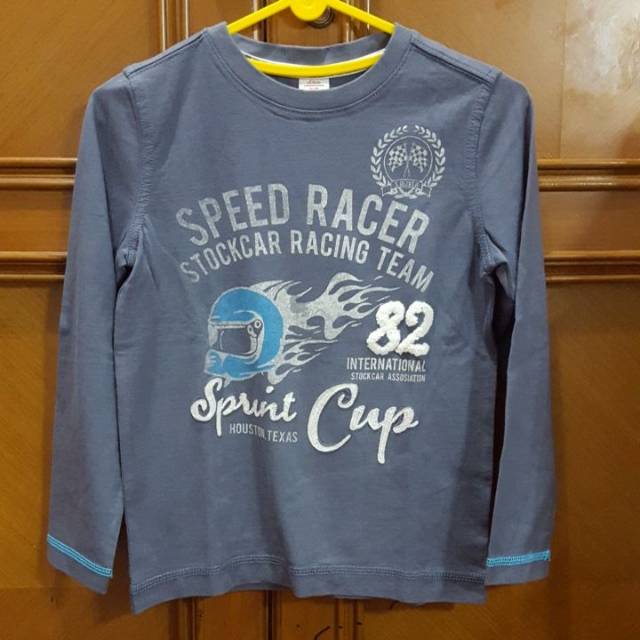 SPEED RACER
STOCKCAR RACING TEAM
82
INTERNATIONAL
STOCKCAR ASSOCIATION
Sprint Cup
HOUSTON, TEXAS